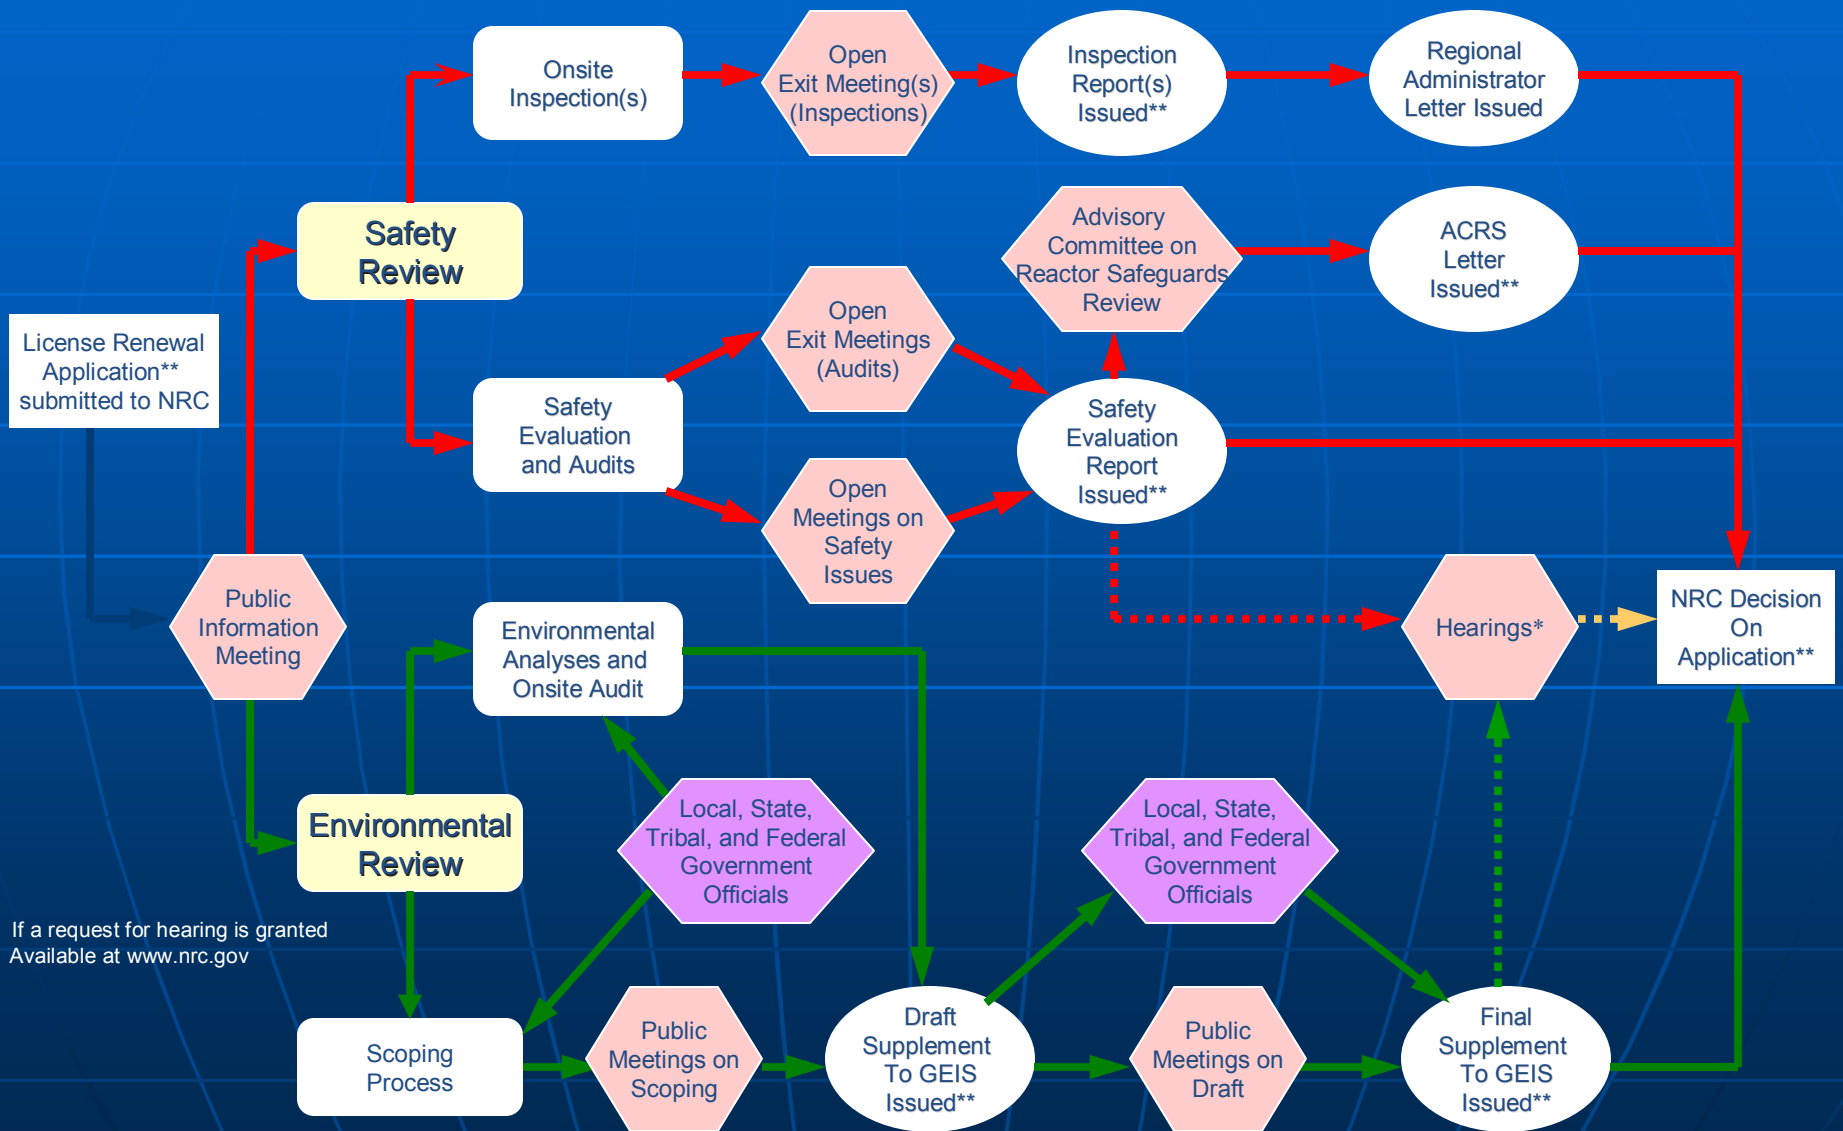 Onsite
Inspection(s)
Open
Exit Meeting(s)
(Inspections)
Inspection
Report(s)
Issued**
Regional
Administrator
Letter Issued
Safety
Review
Advisory
Committee on
Reactor Safeguards
Review
ACRS
Letter
Issued**
License Renewal
Application**
submitted to NRC
Open
Exit Meetings
(Audits)
Safety
Evaluation
and Audits
Safety
Evaluation
Report
Issued**
Open
Meetings on
Safety
Issues
Public
Information
Meeting
Hearings*
NRC Decision
On
Application**
Environmental
Analyses and
Onsite Audit
Environmental
Review
Local, State,
Tribal, and Federal
Government
Officials
Local, State,
Tribal, and Federal
Government
Officials
If a request for hearing is granted
Available at www.nrc.gov
Scoping
Process
Public
Meetings on
Scoping
Draft
Supplement
To GEIS
Issued**
Public
Meetings on
Draft
Final
Supplement
To GEIS
Issued**